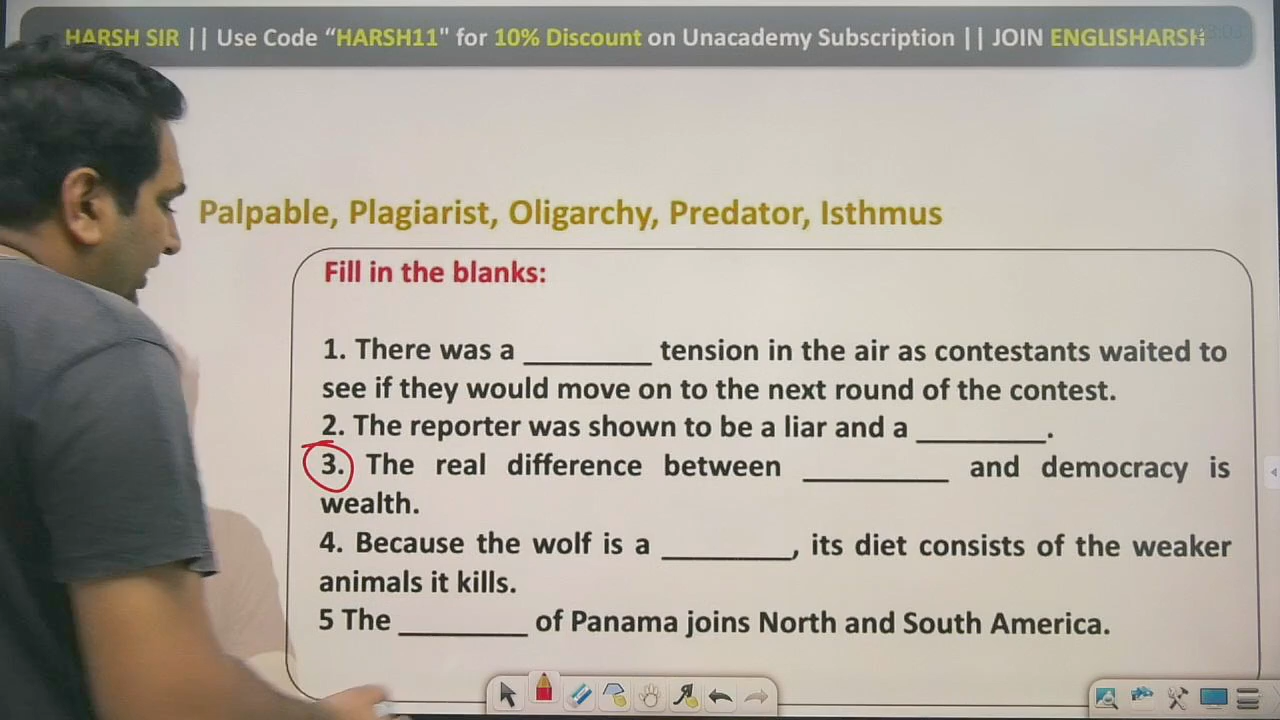 HARSH SIR || Use Code “HARSH11" for 10% Discount on Unacademy Subscription || JOIN ENGLISHARSH
Palpable, Plagiarist, Oligarchy, Predator, Isthmus
Fill in the blanks:
1. There was a _________ tension in the air as contestants waited to
see if they would move on to the next round of the contest.
2. The reporter was shown to be a liar and a _________.
3. The real difference between __________ and democracy is
wealth.
4. Because the wolf is a _________, its diet consists of the weaker
animals it kills.
5 The _________ of Panama joins North and South America.